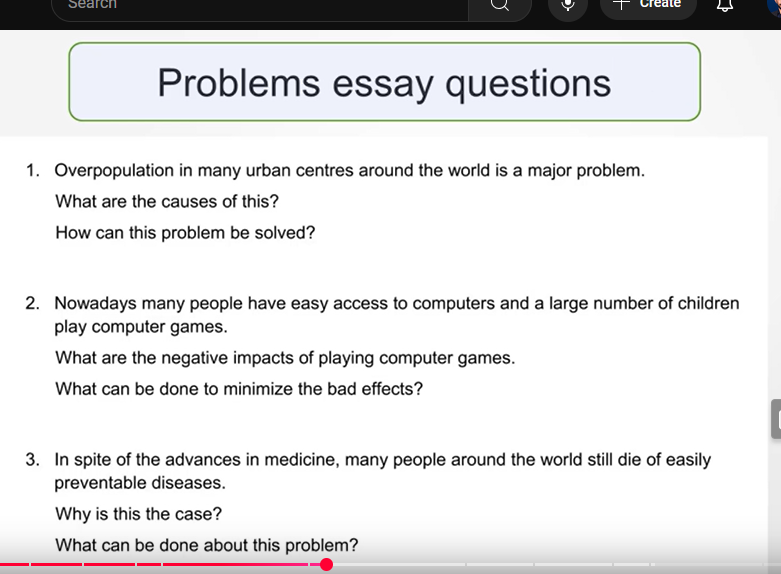 Search
Create
Problems essay questions
1. Overpopulation in many urban centres around the world is a major problem.
What are the causes of this?
How can this problem be solved?
2. Nowadays many people have easy access to computers and a large number of children
play computer games.
What are the negative impacts of playing computer games.
What can be done to minimize the bad effects?
3. In spite of the advances in medicine, many people around the world still die of easily
preventable diseases.
Why is this the case?
What can be done about this problem?